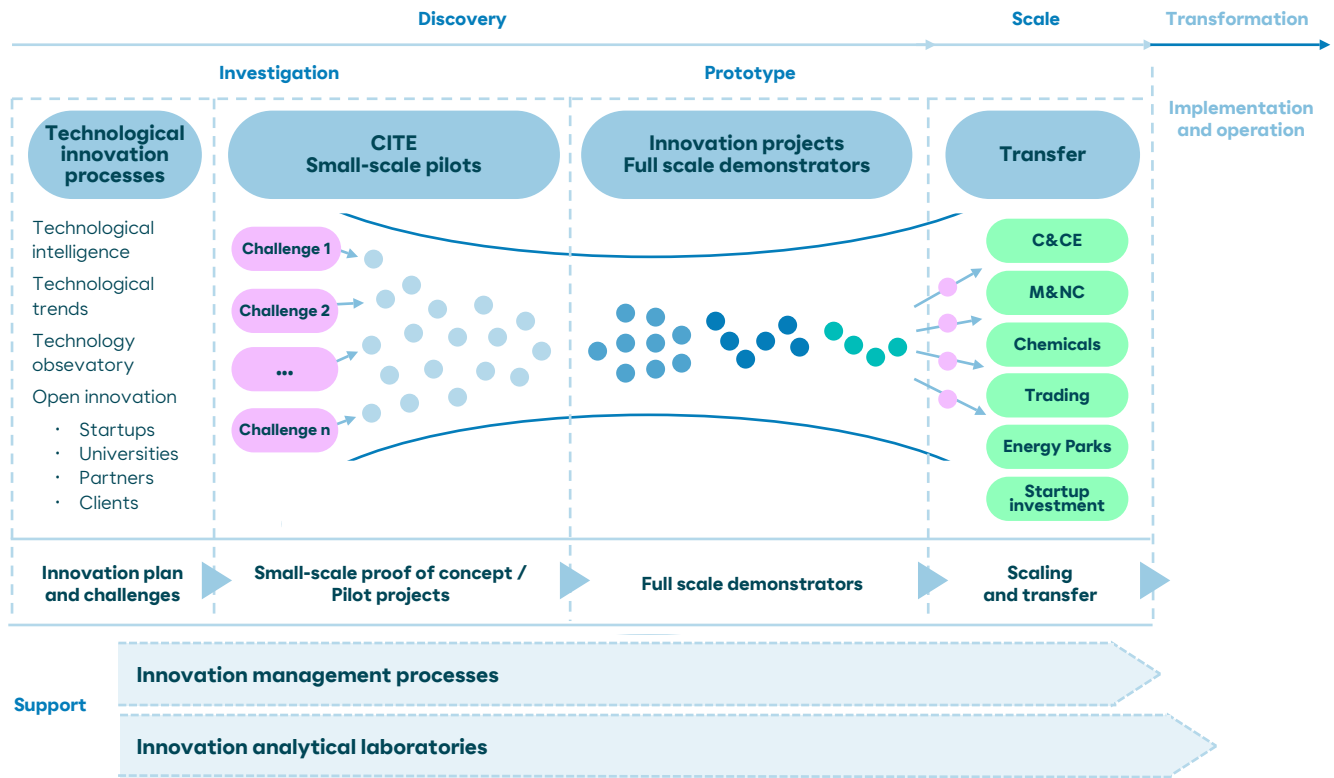 Discovery
Scale
Transformation
Investigation
Prototype
Implementation
and operation
Technological
innovation
processes
CITE
Small-scale pilots
Innovation projects
Full scale demonstrators
Transfer
Technological
intelligence
Technological
trends
Technology
obsevatory
Open innovation
· Startups
· Universities
· Partners
· Clients
Challenge 1
Challenge 2
...
Challenge n
C&CE
M&NC
Chemicals
Trading
Energy Parks
Startup
investment
Innovation plan
and challenges
Small-scale proof of concept /
Pilot projects
Full scale demonstrators
Scaling
and transfer
Support
Innovation management processes
Innovation analytical laboratories